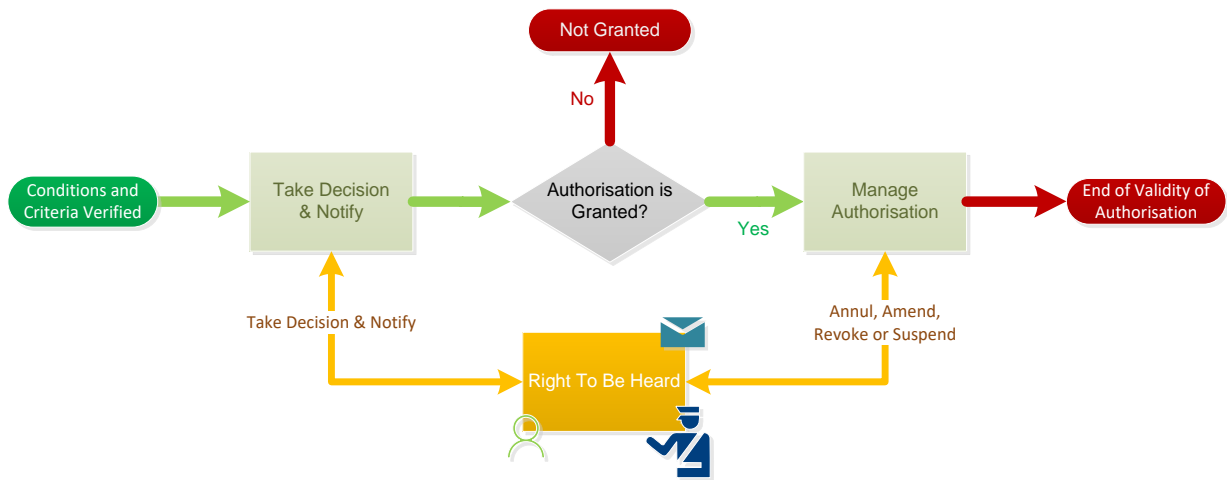 Not Granted
No
Conditions and
Criteria Verified
Take Decision
& Notify
Authorisation is
Granted?
Yes
Manage
Authorisation
End of Validity of
Authorisation
Take Decision & Notify
Annul, Amend,
Revoke or Suspend
Right To Be Heard